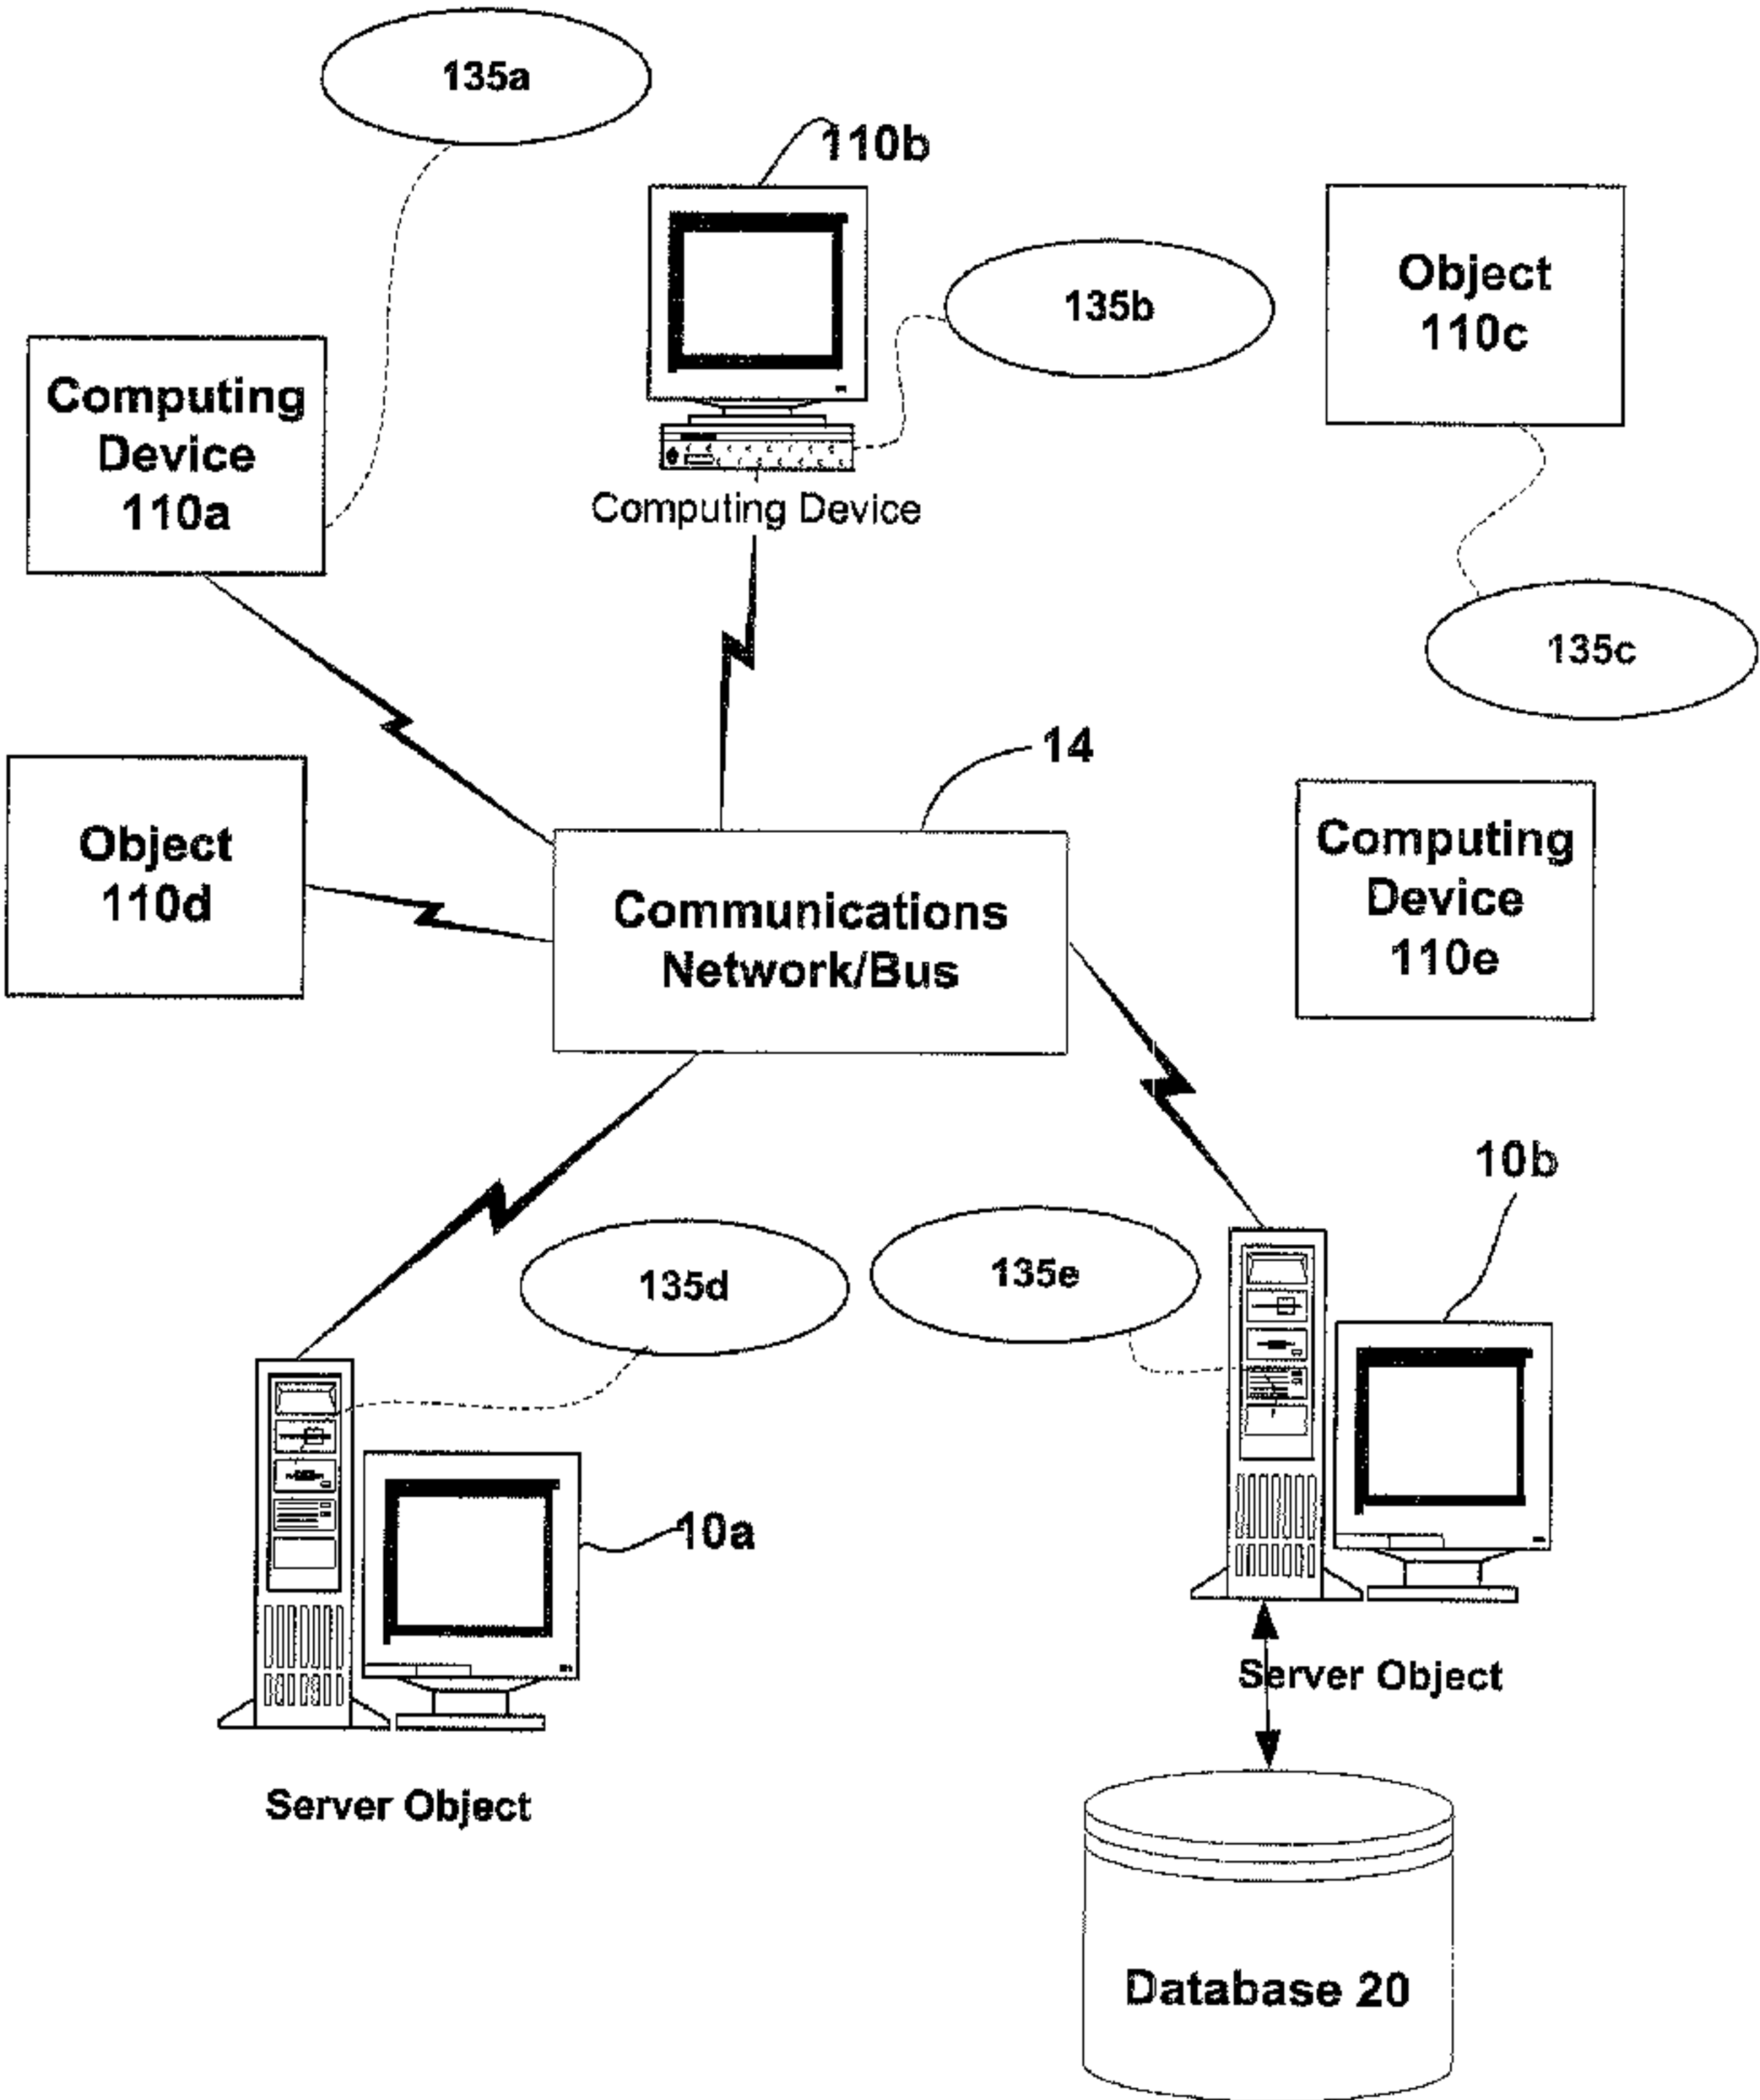 135a
110b
135b
Object
110c
Computing
Device
110a
Computing Device
135c
14
Object
110d
Computing
Device
110e
Communications
Network/Bus
10b
135d
135e
10a
Server Object
Server Object
Database 20